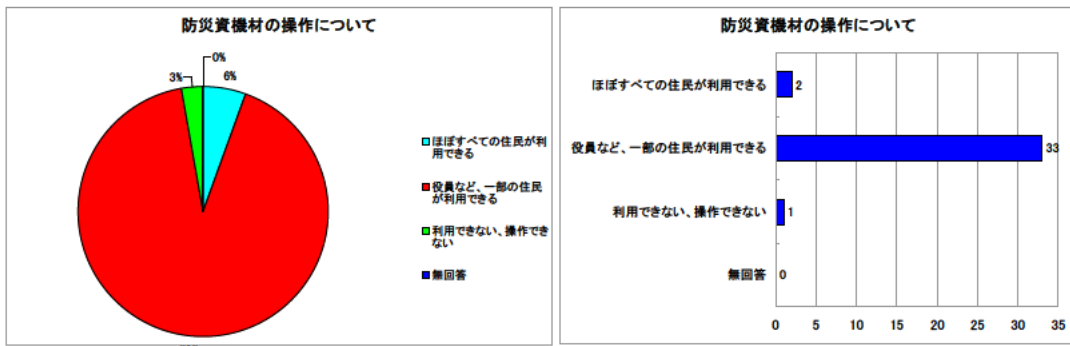 防災資機材の操作について
0%
3%
6%
ほぼすべての住民が利
用できる
役員など、一部の住民
が利用できる
利用できない、操作でき
ない
無回答
防災資機材の操作について
ほぼすべての住民が利用できる
2
役員など、一部の住民が利用できる
33
利用できない、操作できない
1
無回答
0
0 5 10 15 20 25 30 35